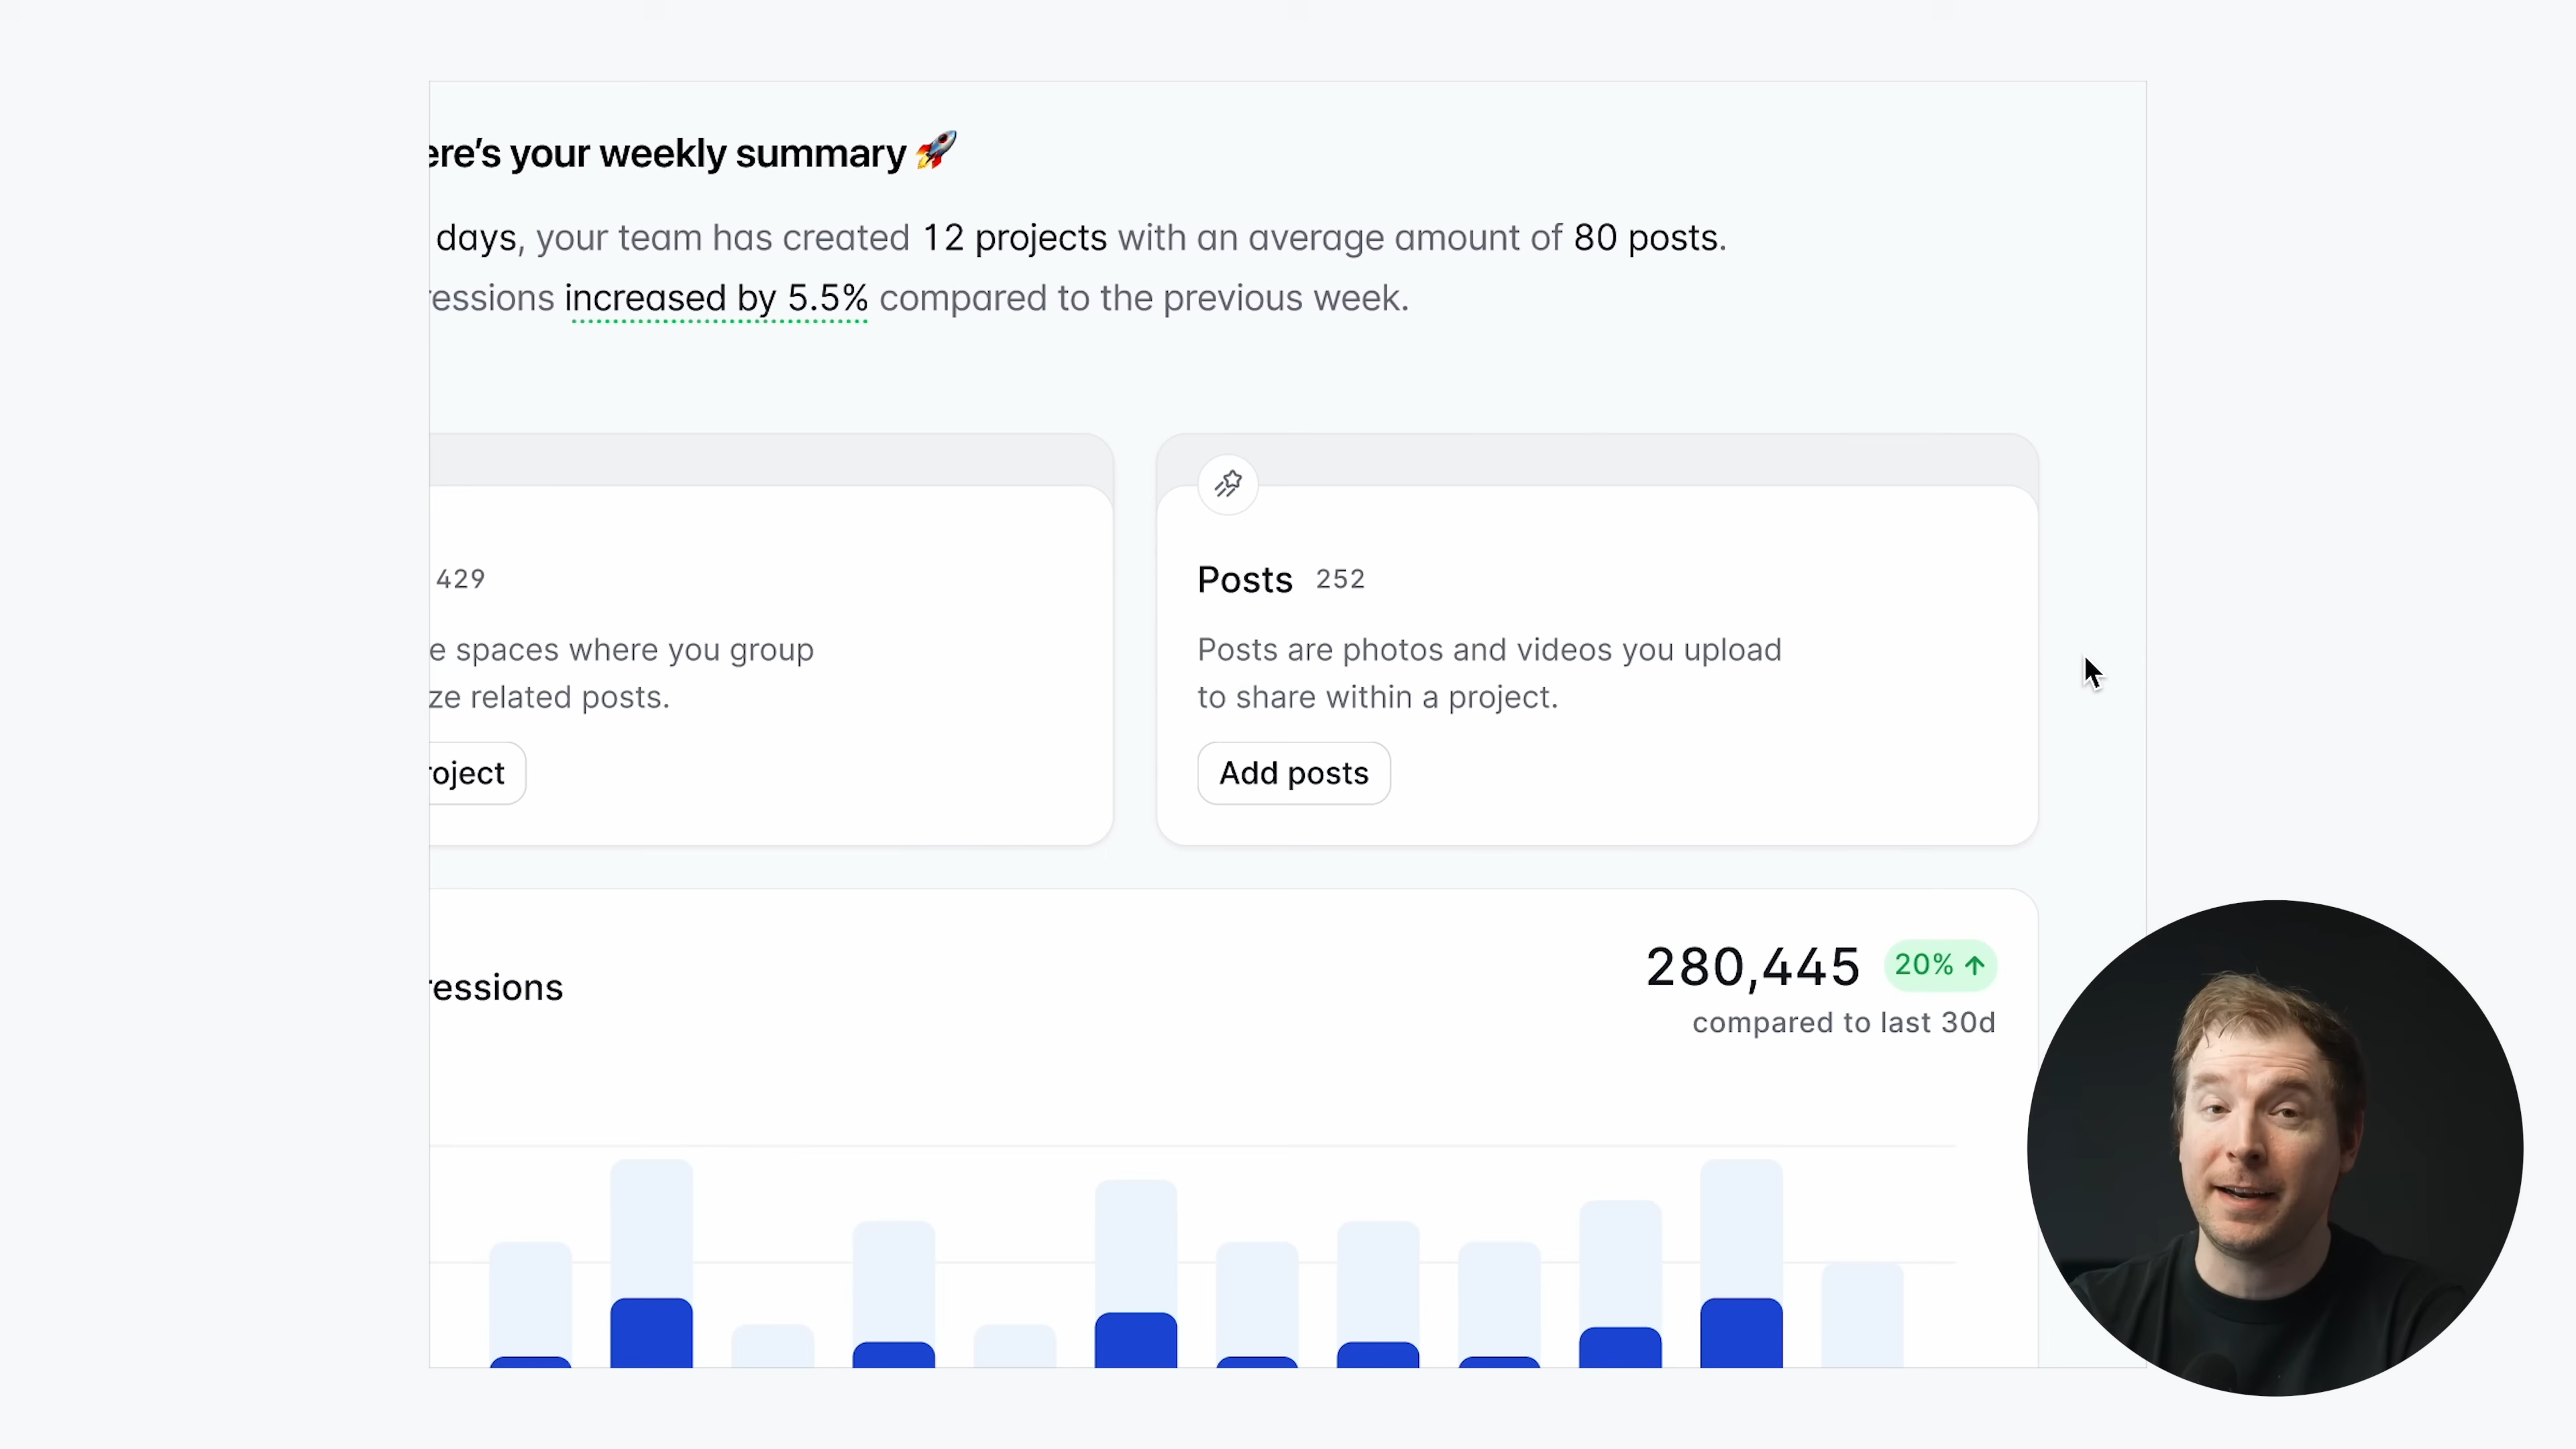 ere's your weekly summary 🚀
days, your team has created 12 projects with an average amount of 80 posts.
ressions increased by 5.5% compared to the previous week.
429
e spaces where you group
ze related posts.
roject
Posts 252
Posts are photos and videos you upload
to share within a project.
Add posts
ressions
280,445 20% ↑
compared to last 30d